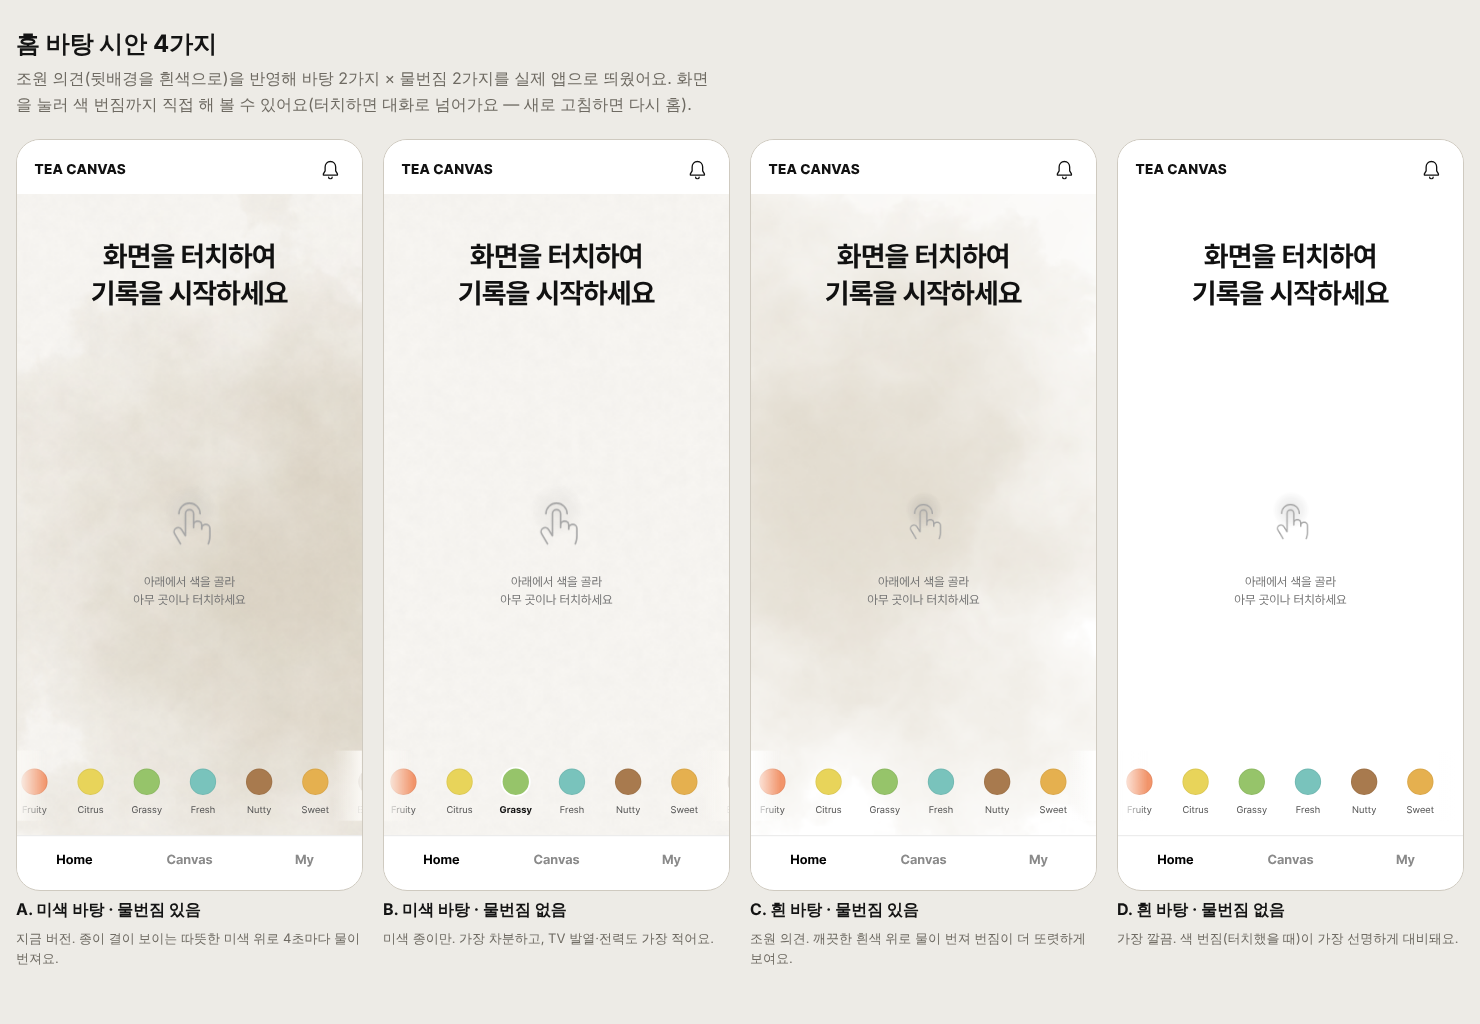 홈 바탕 시안 4가지
조원 의견(뒷배경을 흰색으로)을 반영해 바탕 2가지 × 물번짐 2가지를 실제 앱으로 띄웠어요. 화면
을 눌러 색 번짐까지 직접 해 볼 수 있어요(터치하면 대화로 넘어가요 — 새로 고침하면 다시 홈).
TEA CANVAS
화면을 터치하여
기록을 시작하세요
아래에서 색을 골라
아무 곳이나 터치하세요
Fruity Citrus Grassy Fresh Nutty Sweet
Home Canvas My
A. 미색 바탕 · 물번짐 있음
지금 버전. 종이 결이 보이는 따뜻한 미색 위로 4초마다 물이
번져요.
TEA CANVAS
화면을 터치하여
기록을 시작하세요
아래에서 색을 골라
아무 곳이나 터치하세요
Fruity Citrus Grassy Fresh Nutty Sweet
Home Canvas My
B. 미색 바탕 · 물번짐 없음
미색 종이만. 가장 차분하고, TV 발열·전력도 가장 적어요.
TEA CANVAS
화면을 터치하여
기록을 시작하세요
아래에서 색을 골라
아무 곳이나 터치하세요
Fruity Citrus Grassy Fresh Nutty Sweet
Home Canvas My
C. 흰 바탕 · 물번짐 있음
조원 의견. 깨끗한 흰색 위로 물이 번져 번짐이 더 또렷하게
보여요.
TEA CANVAS
화면을 터치하여
기록을 시작하세요
아래에서 색을 골라
아무 곳이나 터치하세요
Fruity Citrus Grassy Fresh Nutty Sweet
Home Canvas My
D. 흰 바탕 · 물번짐 없음
가장 깔끔. 색 번짐(터치했을 때)이 가장 선명하게 대비돼요.